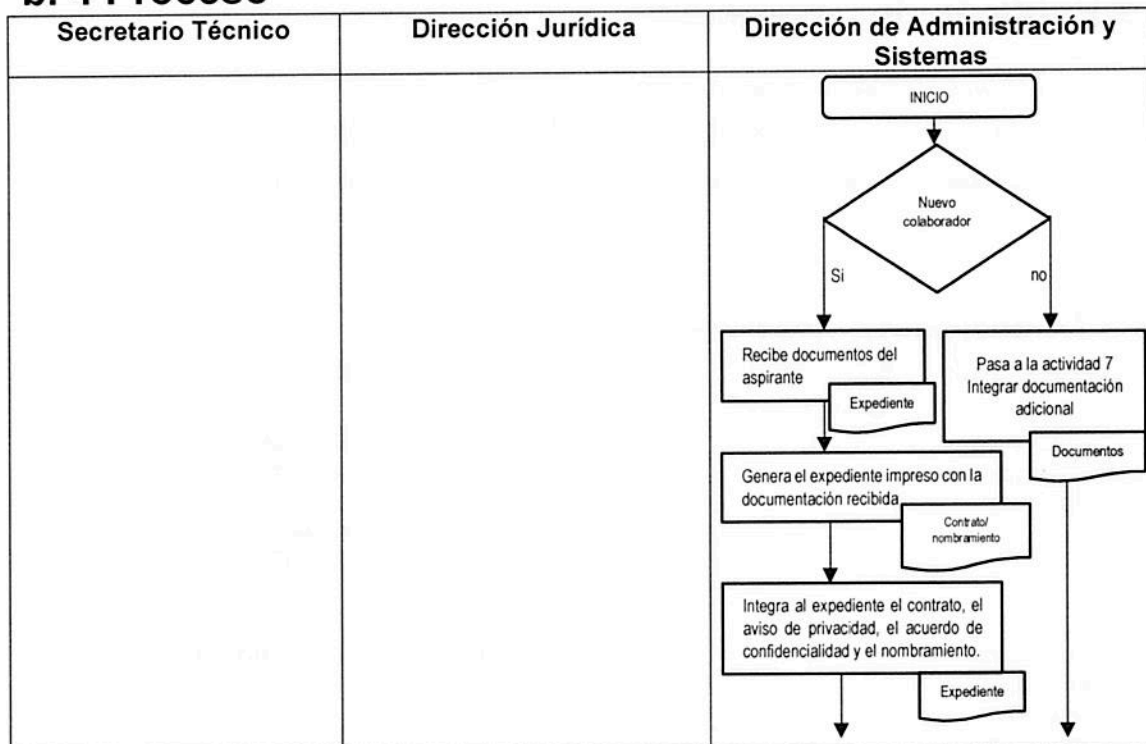 Secretario Técnico
Dirección Jurídica
Dirección de Administración y
Sistemas
INICIO
Nuevo
colaborador
Si
no
Recibe documentos del
aspirante
Expediente
Pasa a la actividad 7
Integrar documentación
adicional
Documentos
Genera el expediente impreso con la
documentación recibida
Contrato/
nombramiento
Integra al expediente el contrato, el
aviso de privacidad, el acuerdo de
confidencialidad y el nombramiento.
Expediente